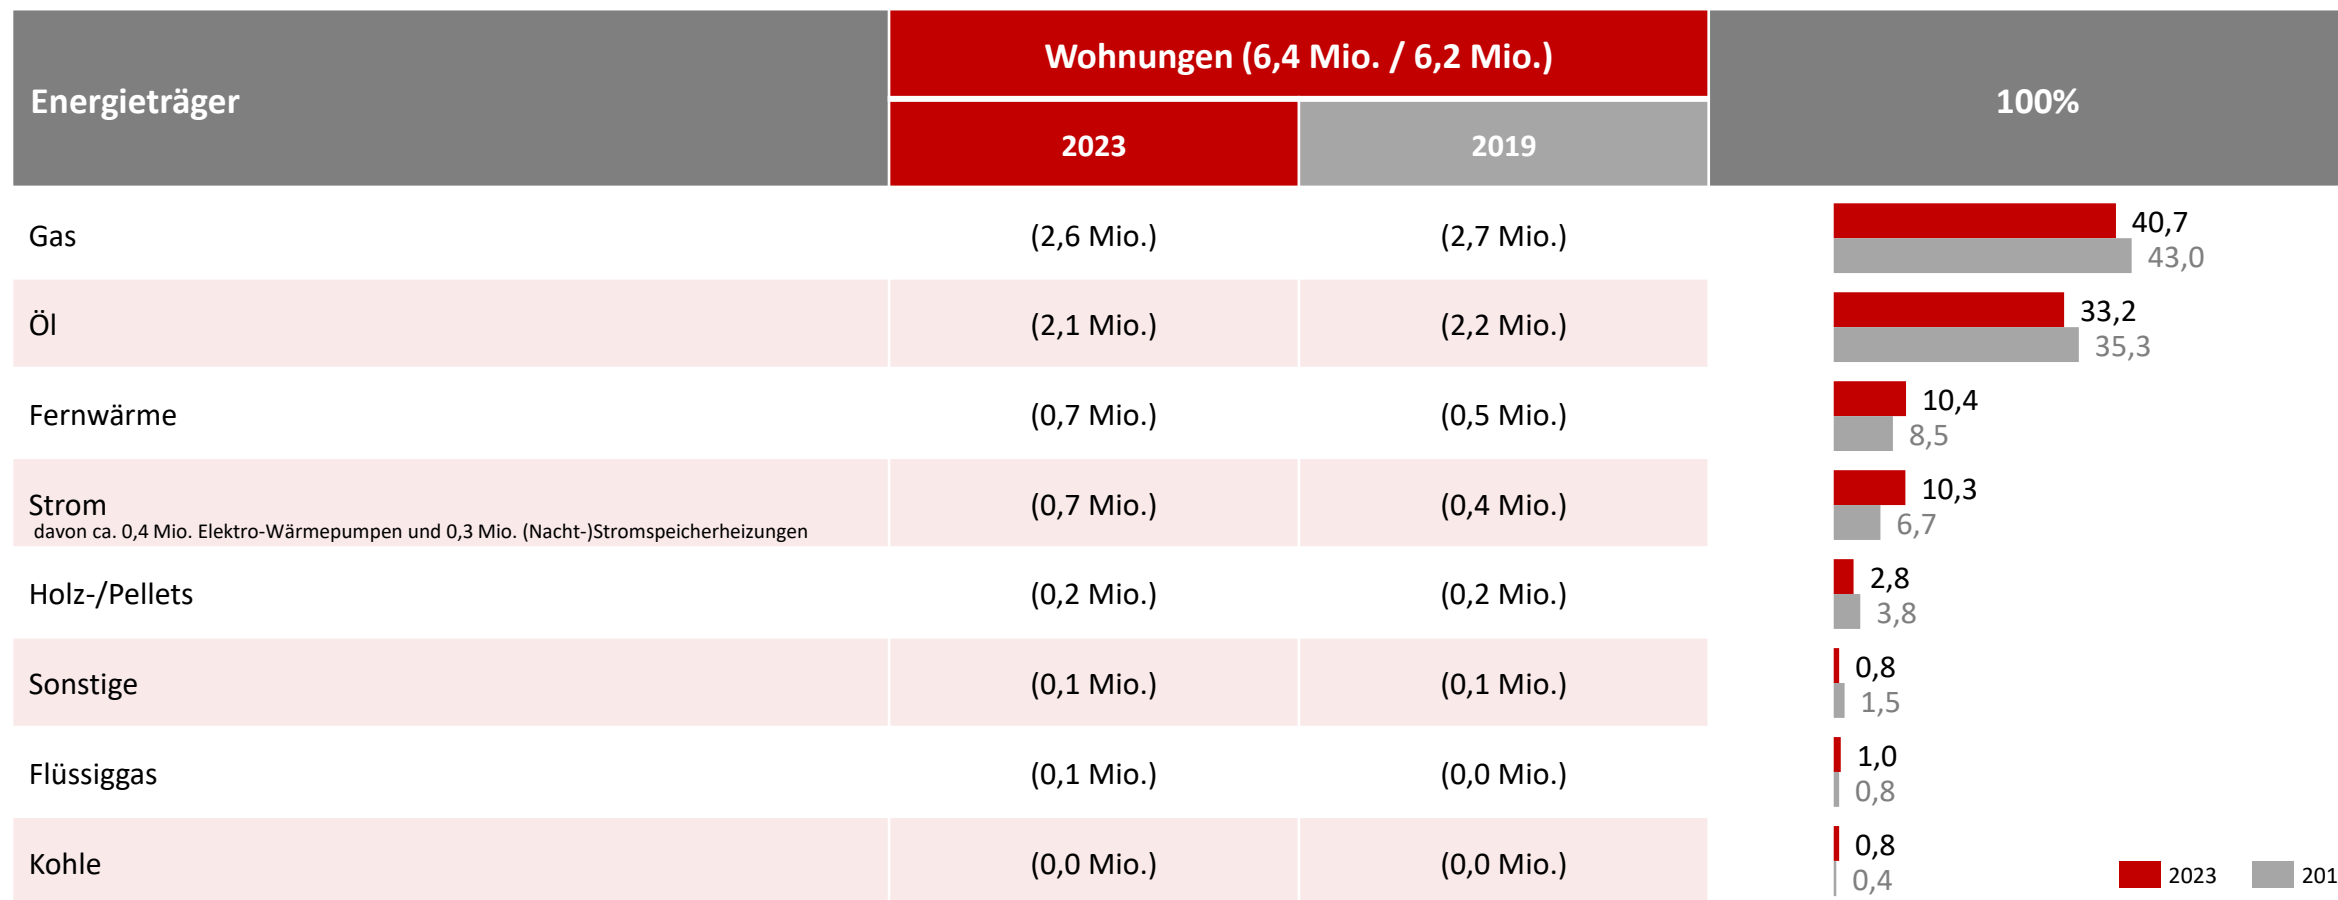 Energieträger
Wohnungen (6,4 Mio. / 6,2 Mio.)
2023
2019
100%
Gas
(2,6 Mio.)
(2,7 Mio.)
40,7
43,0
Öl
(2,1 Mio.)
(2,2 Mio.)
33,2
35,3
Fernwärme
(0,7 Mio.)
(0,5 Mio.)
10,4
8,5
Strom
davon ca. 0,4 Mio. Elektro-Wärmepumpen und 0,3 Mio. (Nacht-)Stromspeicherheizungen
(0,7 Mio.)
(0,4 Mio.)
10,3
6,7
Holz-/Pellets
(0,2 Mio.)
(0,2 Mio.)
2,8
3,8
Sonstige
(0,1 Mio.)
(0,1 Mio.)
0,8
1,5
Flüssiggas
(0,1 Mio.)
(0,0 Mio.)
1,0
0,8
Kohle
(0,0 Mio.)
(0,0 Mio.)
0,8
0,4
2023
201